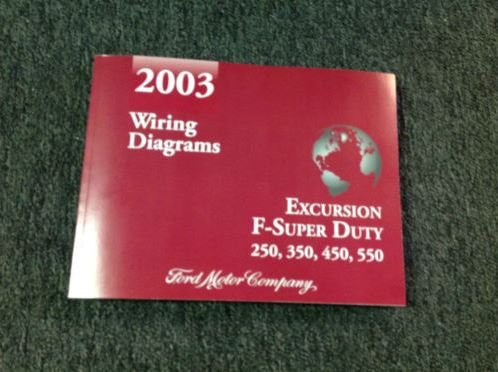 2003
Wiring
Diagrams
EXCURSION
F-SUPER DUTY
250, 350, 450, 550
Ford Motor Company,